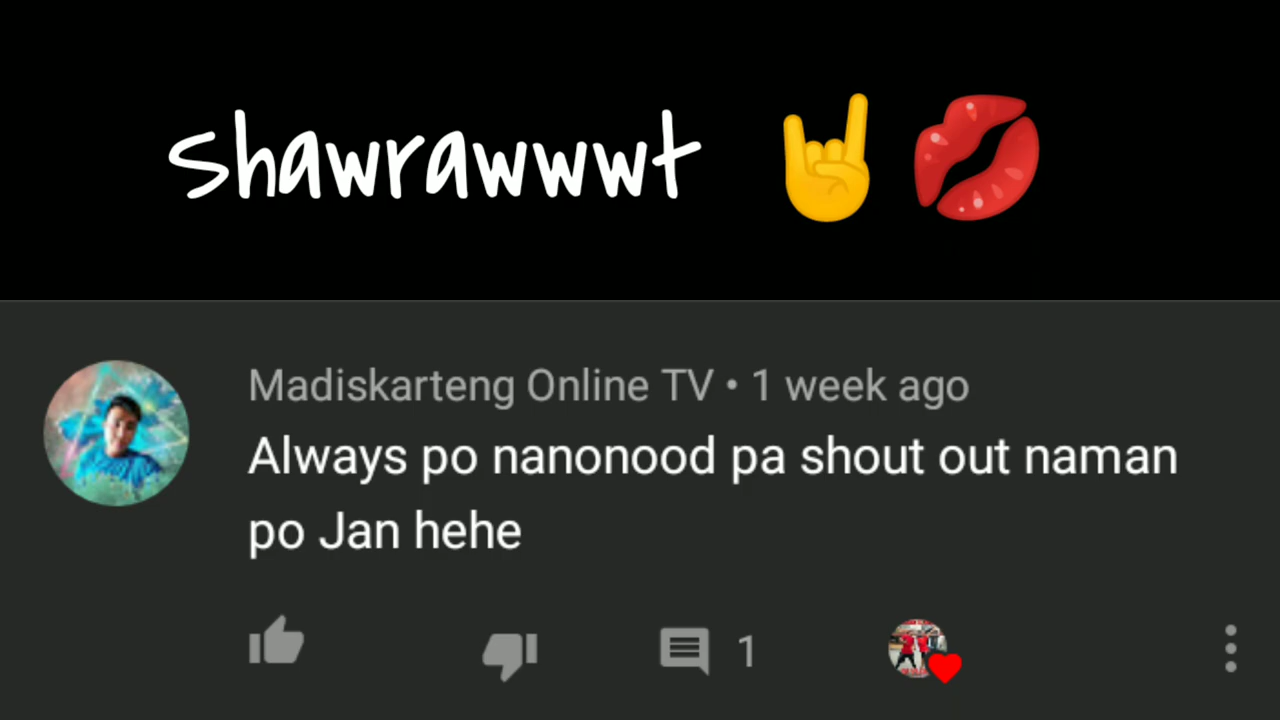 shawrawwwt 🤘 💋
Madiskarteng Online TV • 1 week ago
Always po nanonood pa shout out naman
po Jan hehe
1